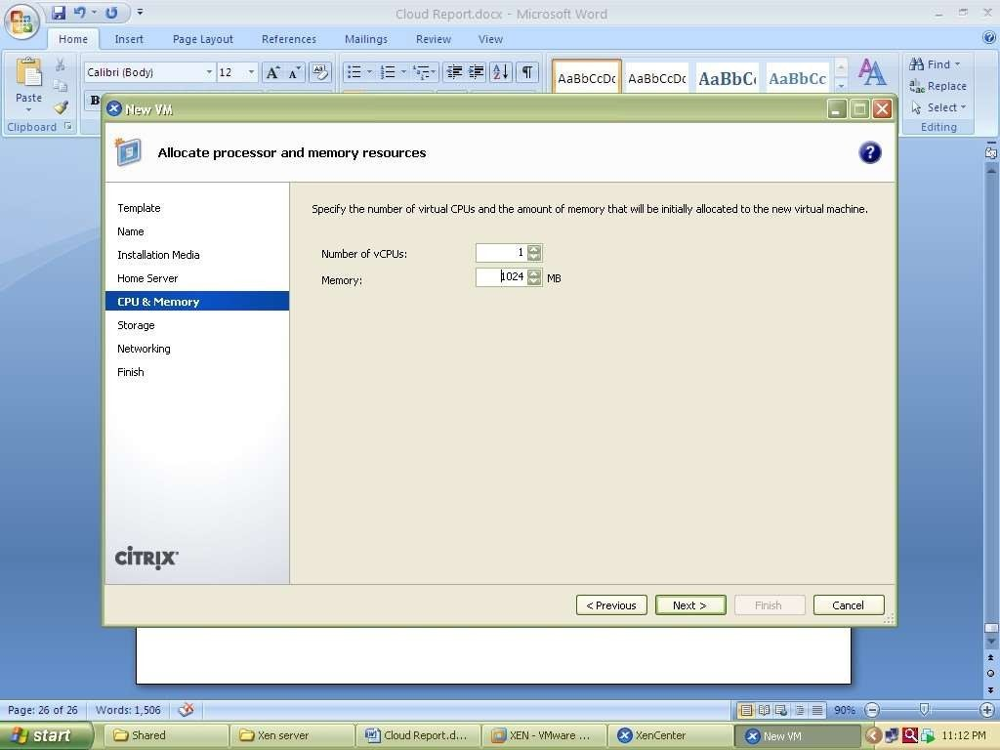 Cloud Report.docx - Microsoft Word
Home Insert Page Layout References Mailings Review View
Calibri (Body) 12 AaBbCcDc AaBbCcDc AaBbC AaBbCc Find
Paste Replace
B Select
Clipboard Editing
New VM
Allocate processor and memory resources
Specify the number of virtual CPUs and the amount of memory that will be initially allocated to the new virtual machine.
Template
Name
Installation Media
Home Server
CPU & Memory
Storage
Networking
Finish
Number of vCPUs: 1
Memory: 1024 MB
CITRIX
< Previous Next > Finish Cancel
Page: 26 of 26 Words: 1,506 90%
start Shared Xen server Cloud Report.d... XEN - VMware ... XenCenter New VM 11:12 PM